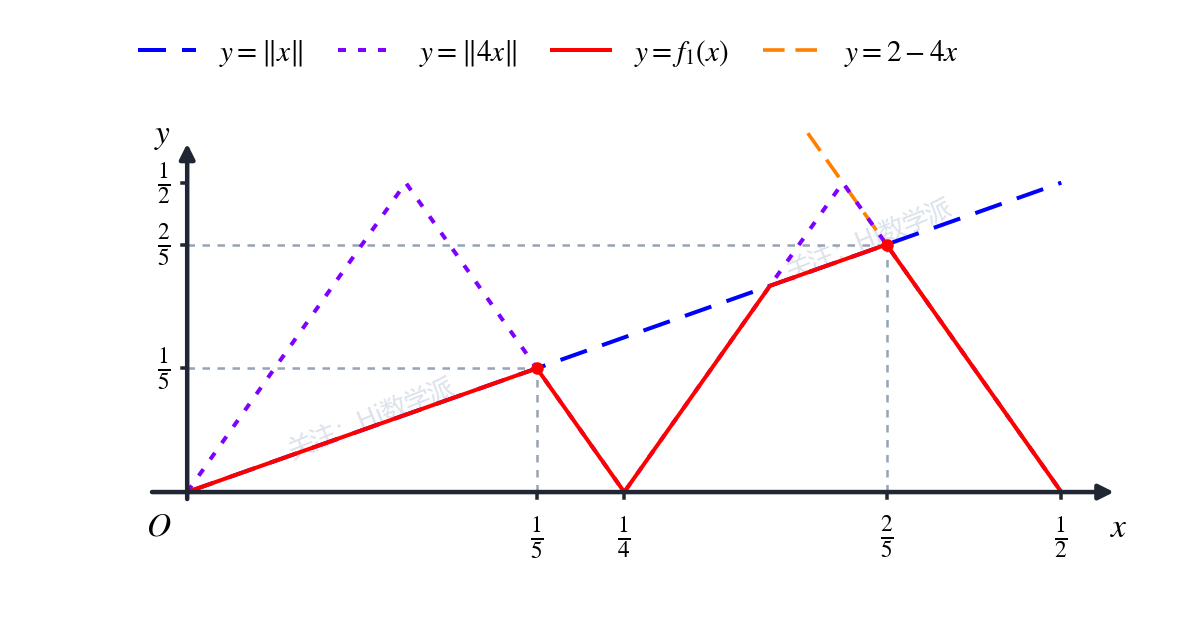 y = ||x|| y = ||4x|| y = f₁(x) y = 2 − 4x
y
1/2
2/5
1/5
关注：Hi数学派
关注：Hi数学派
O 1/5 1/4 2/5 1/2 x